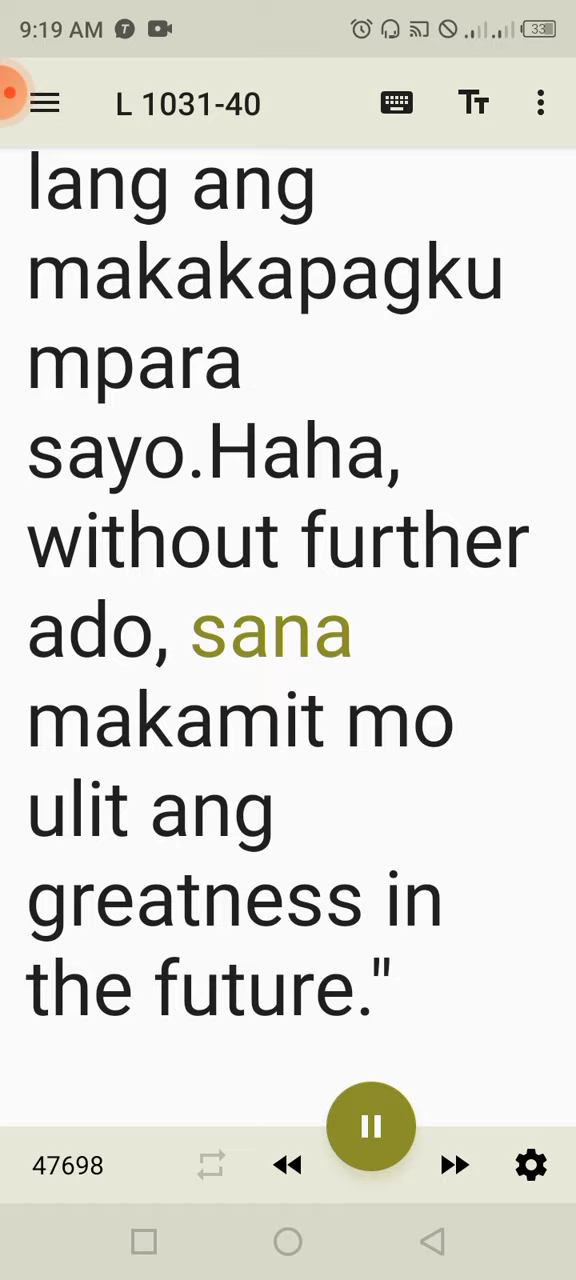 9:19 AM
33
L 1031-40
lang ang
makakapagku
mpara
sayo.Haha,
without further
ado, sana
makamit mo
ulit ang
greatness in
the future."
47698